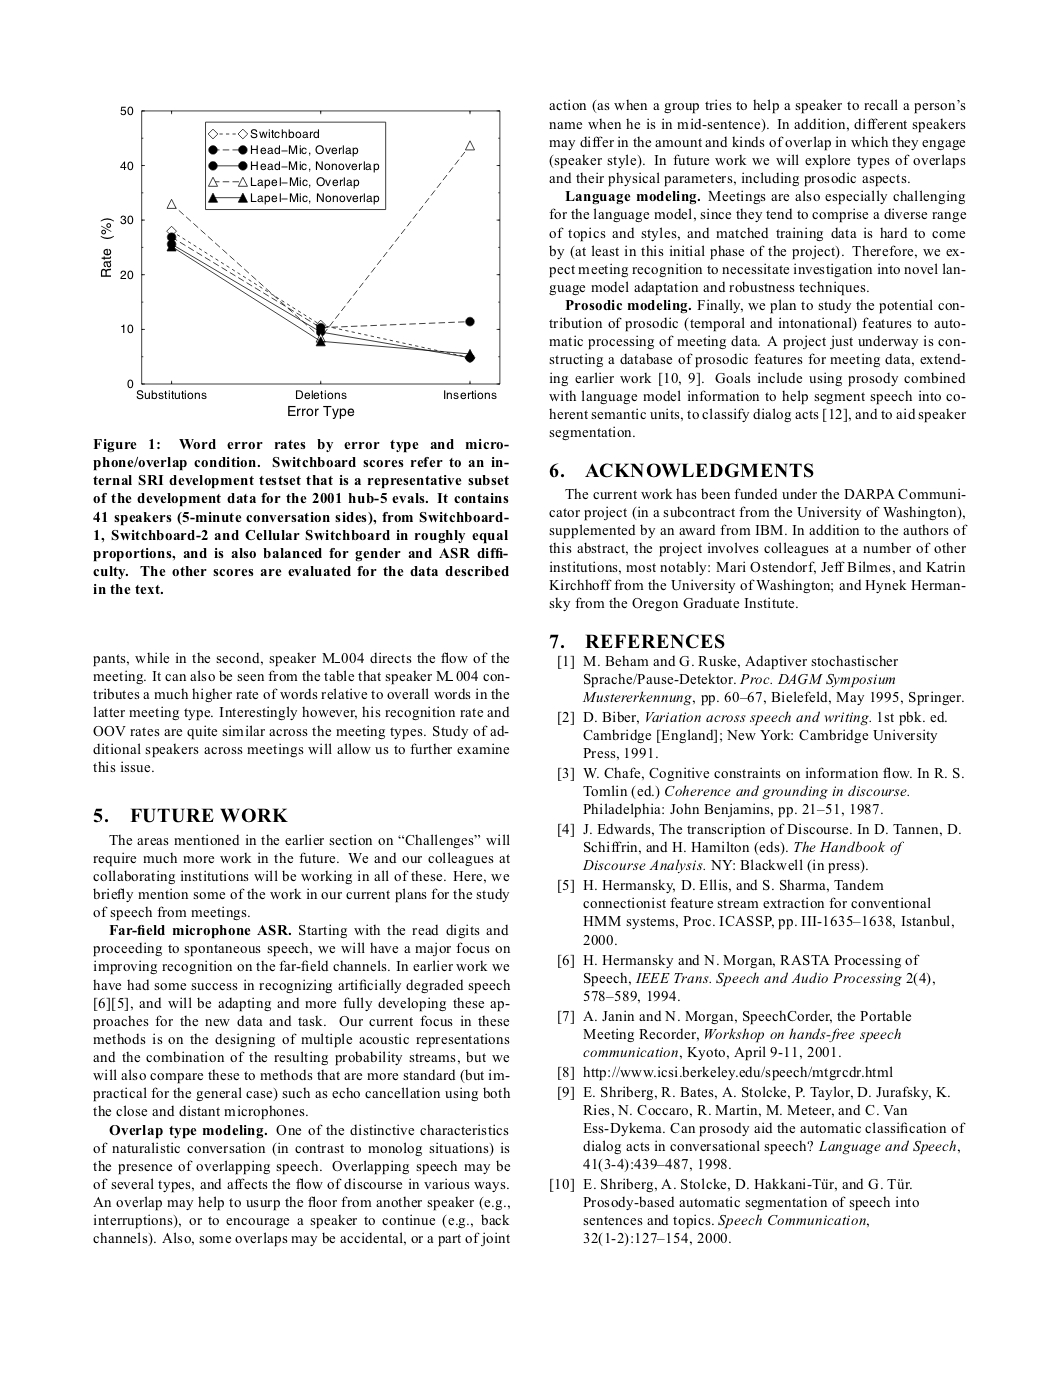 50
40
30
20
10
0
Rate (%)
Switchboard
Head–Mic, Overlap
Head–Mic, Nonoverlap
Lapel–Mic, Overlap
Lapel–Mic, Nonoverlap
Substitutions Deletions Insertions
Error Type
Figure 1: Word error rates by error type and micro-
phone/overlap condition. Switchboard scores refer to an in-
ternal SRI development testset that is a representative subset
of the development data for the 2001 hub-5 evals. It contains
41 speakers (5-minute conversation sides), from Switchboard-
1, Switchboard-2 and Cellular Switchboard in roughly equal
proportions, and is also balanced for gender and ASR diffi-
culty. The other scores are evaluated for the data described
in the text.
pants, while in the second, speaker M_004 directs the flow of the
meeting. It can also be seen from the table that speaker M_004 con-
tributes a much higher rate of words relative to overall words in the
latter meeting type. Interestingly however, his recognition rate and
OOV rates are quite similar across the meeting types. Study of ad-
ditional speakers across meetings will allow us to further examine
this issue.
5. FUTURE WORK
The areas mentioned in the earlier section on “Challenges” will
require much more work in the future. We and our colleagues at
collaborating institutions will be working in all of these. Here, we
briefly mention some of the work in our current plans for the study
of speech from meetings.
Far-field microphone ASR. Starting with the read digits and
proceeding to spontaneous speech, we will have a major focus on
improving recognition on the far-field channels. In earlier work we
have had some success in recognizing artificially degraded speech
[6][5], and will be adapting and more fully developing these ap-
proaches for the new data and task. Our current focus in these
methods is on the designing of multiple acoustic representations
and the combination of the resulting probability streams, but we
will also compare these to methods that are more standard (but im-
practical for the general case) such as echo cancellation using both
the close and distant microphones.
Overlap type modeling. One of the distinctive characteristics
of naturalistic conversation (in contrast to monolog situations) is
the presence of overlapping speech. Overlapping speech may be
of several types, and affects the flow of discourse in various ways.
An overlap may help to usurp the floor from another speaker (e.g.,
interruptions), or to encourage a speaker to continue (e.g., back
channels). Also, some overlaps may be accidental, or a part of joint
action (as when a group tries to help a speaker to recall a person’s
name when he is in mid-sentence). In addition, different speakers
may differ in the amount and kinds of overlap in which they engage
(speaker style). In future work we will explore types of overlaps
and their physical parameters, including prosodic aspects.
Language modeling. Meetings are also especially challenging
for the language model, since they tend to comprise a diverse range
of topics and styles, and matched training data is hard to come
by (at least in this initial phase of the project). Therefore, we ex-
pect meeting recognition to necessitate investigation into novel lan-
guage model adaptation and robustness techniques.
Prosodic modeling. Finally, we plan to study the potential con-
tribution of prosodic (temporal and intonational) features to auto-
matic processing of meeting data. A project just underway is con-
structing a database of prosodic features for meeting data, extend-
ing earlier work [10, 9]. Goals include using prosody combined
with language model information to help segment speech into co-
herent semantic units, to classify dialog acts [12], and to aid speaker
segmentation.
6. ACKNOWLEDGMENTS
The current work has been funded under the DARPA Communi-
cator project (in a subcontract from the University of Washington),
supplemented by an award from IBM. In addition to the authors of
this abstract, the project involves colleagues at a number of other
institutions, most notably: Mari Ostendorf, Jeff Bilmes, and Katrin
Kirchhoff from the University of Washington; and Hynek Herman-
sky from the Oregon Graduate Institute.
7. REFERENCES
[1] M. Beham and G. Ruske, Adaptiver stochastischer
Sprache/Pause-Detektor. Proc. DAGM Symposium
Mustererkennung, pp. 60–67, Bielefeld, May 1995, Springer.
[2] D. Biber, Variation across speech and writing. 1st pbk. ed.
Cambridge [England]; New York: Cambridge University
Press, 1991.
[3] W. Chafe, Cognitive constraints on information flow. In R. S.
Tomlin (ed.) Coherence and grounding in discourse.
Philadelphia: John Benjamins, pp. 21–51, 1987.
[4] J. Edwards, The transcription of Discourse. In D. Tannen, D.
Schiffrin, and H. Hamilton (eds). The Handbook of
Discourse Analysis. NY: Blackwell (in press).
[5] H. Hermansky, D. Ellis, and S. Sharma, Tandem
connectionist feature stream extraction for conventional
HMM systems, Proc. ICASSP, pp. III-1635–1638, Istanbul,
2000.
[6] H. Hermansky and N. Morgan, RASTA Processing of
Speech, IEEE Trans. Speech and Audio Processing 2(4),
578–589, 1994.
[7] A. Janin and N. Morgan, SpeechCorder, the Portable
Meeting Recorder, Workshop on hands-free speech
communication, Kyoto, April 9-11, 2001.
[8] http://www.icsi.berkeley.edu/speech/mtgrcdr.html
[9] E. Shriberg, R. Bates, A. Stolcke, P. Taylor, D. Jurafsky, K.
Ries, N. Coccaro, R. Martin, M. Meteer, and C. Van
Ess-Dykema. Can prosody aid the automatic classification of
dialog acts in conversational speech? Language and Speech,
41(3-4):439–487, 1998.
[10] E. Shriberg, A. Stolcke, D. Hakkani-Tür, and G. Tür.
Prosody-based automatic segmentation of speech into
sentences and topics. Speech Communication,
32(1-2):127–154, 2000.